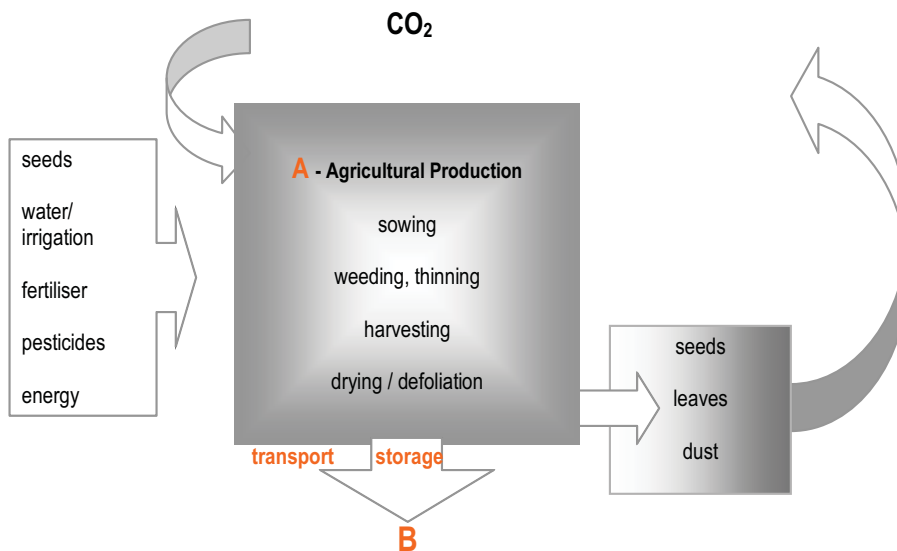 CO₂
seeds
water/
irrigation
fertiliser
pesticides
energy
A - Agricultural Production
sowing
weeding, thinning
harvesting
drying / defoliation
seeds
leaves
dust
transport storage
B